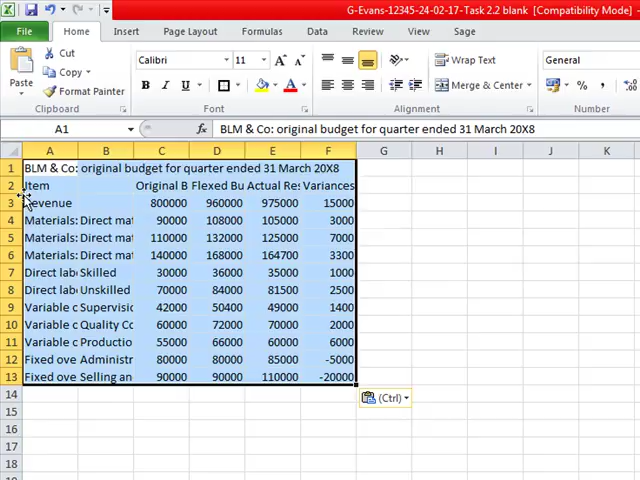 G-Evans-12345-24-02-17-Task 2.2 blank [Compatibility Mode]
File Home Insert Page Layout Formulas Data Review View Sage
Paste
Cut
Copy
Format Painter
Clipboard
Calibri 11
B I U
Font
Wrap Text
Merge & Center
Alignment
General
%
Number
A1 fx BLM & Co: original budget for quarter ended 31 March 20X8
A B C D E F G H I J K
1 BLM & Co: original budget for quarter ended 31 March 20X8
2 Item Original B Flexed Bu Actual Re Variances
3 Revenue 800000 960000 975000 15000
4 Materials: Direct mat 90000 108000 105000 3000
5 Materials: Direct mat 110000 132000 125000 7000
6 Materials: Direct mat 140000 168000 164700 3300
7 Direct lab Skilled 30000 36000 35000 1000
8 Direct lab Unskilled 70000 84000 81500 2500
9 Variable c Supervisio 42000 50400 49000 1400
10 Variable c Quality Co 60000 72000 70000 2000
11 Variable c Productio 55000 66000 60000 6000
12 Fixed ove Administr 80000 80000 85000 -5000
13 Fixed ove Selling an 90000 90000 110000 -20000
14
(Ctrl)
15
16
17
18